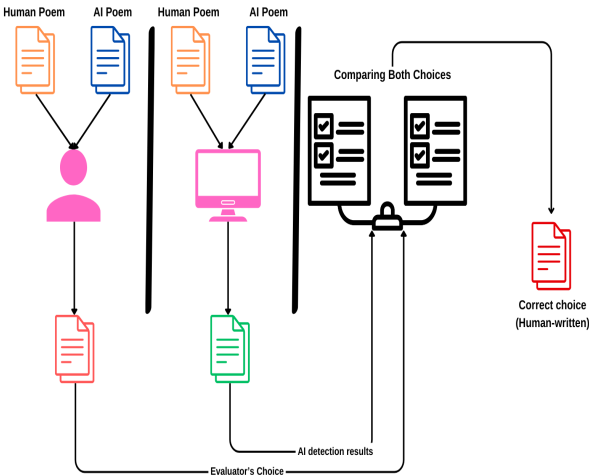 Human Poem
AI Poem
Human Poem
AI Poem
Comparing Both Choices
Correct choice
(Human-written)
AI detection results
Evaluator's Choice